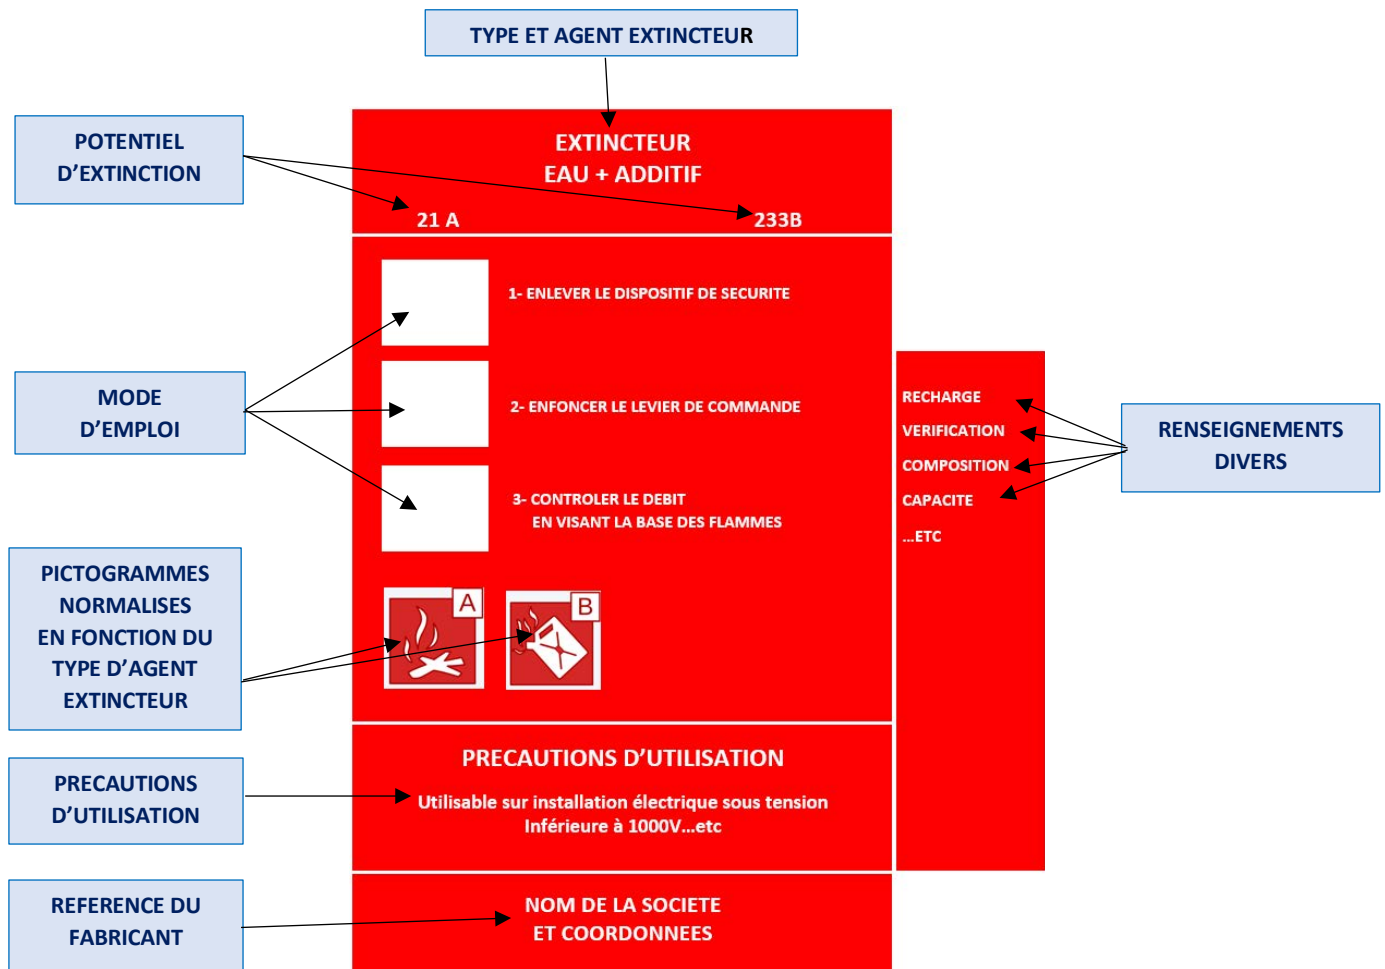 TYPE ET AGENT EXTINCTEUR
POTENTIEL
D’EXTINCTION
EXTINCTEUR
EAU + ADDITIF
21 A
233B
MODE
D’EMPLOI
1- ENLEVER LE DISPOSITIF DE SECURITE
2- ENFONCER LE LEVIER DE COMMANDE
3- CONTROLER LE DEBIT
EN VISANT LA BASE DES FLAMMES
RECHARGE
VERIFICATION
COMPOSITION
CAPACITE
...ETC
RENSEIGNEMENTS
DIVERS
PICTOGRAMMES
NORMALISES
EN FONCTION DU
TYPE D’AGENT
EXTINCTEUR
A
B
PRECAUTIONS
D’UTILISATION
PRECAUTIONS D’UTILISATION
Utilisable sur installation électrique sous tension
Inférieure à 1000V...etc
REFERENCE DU
FABRICANT
NOM DE LA SOCIETE
ET COORDONNEES